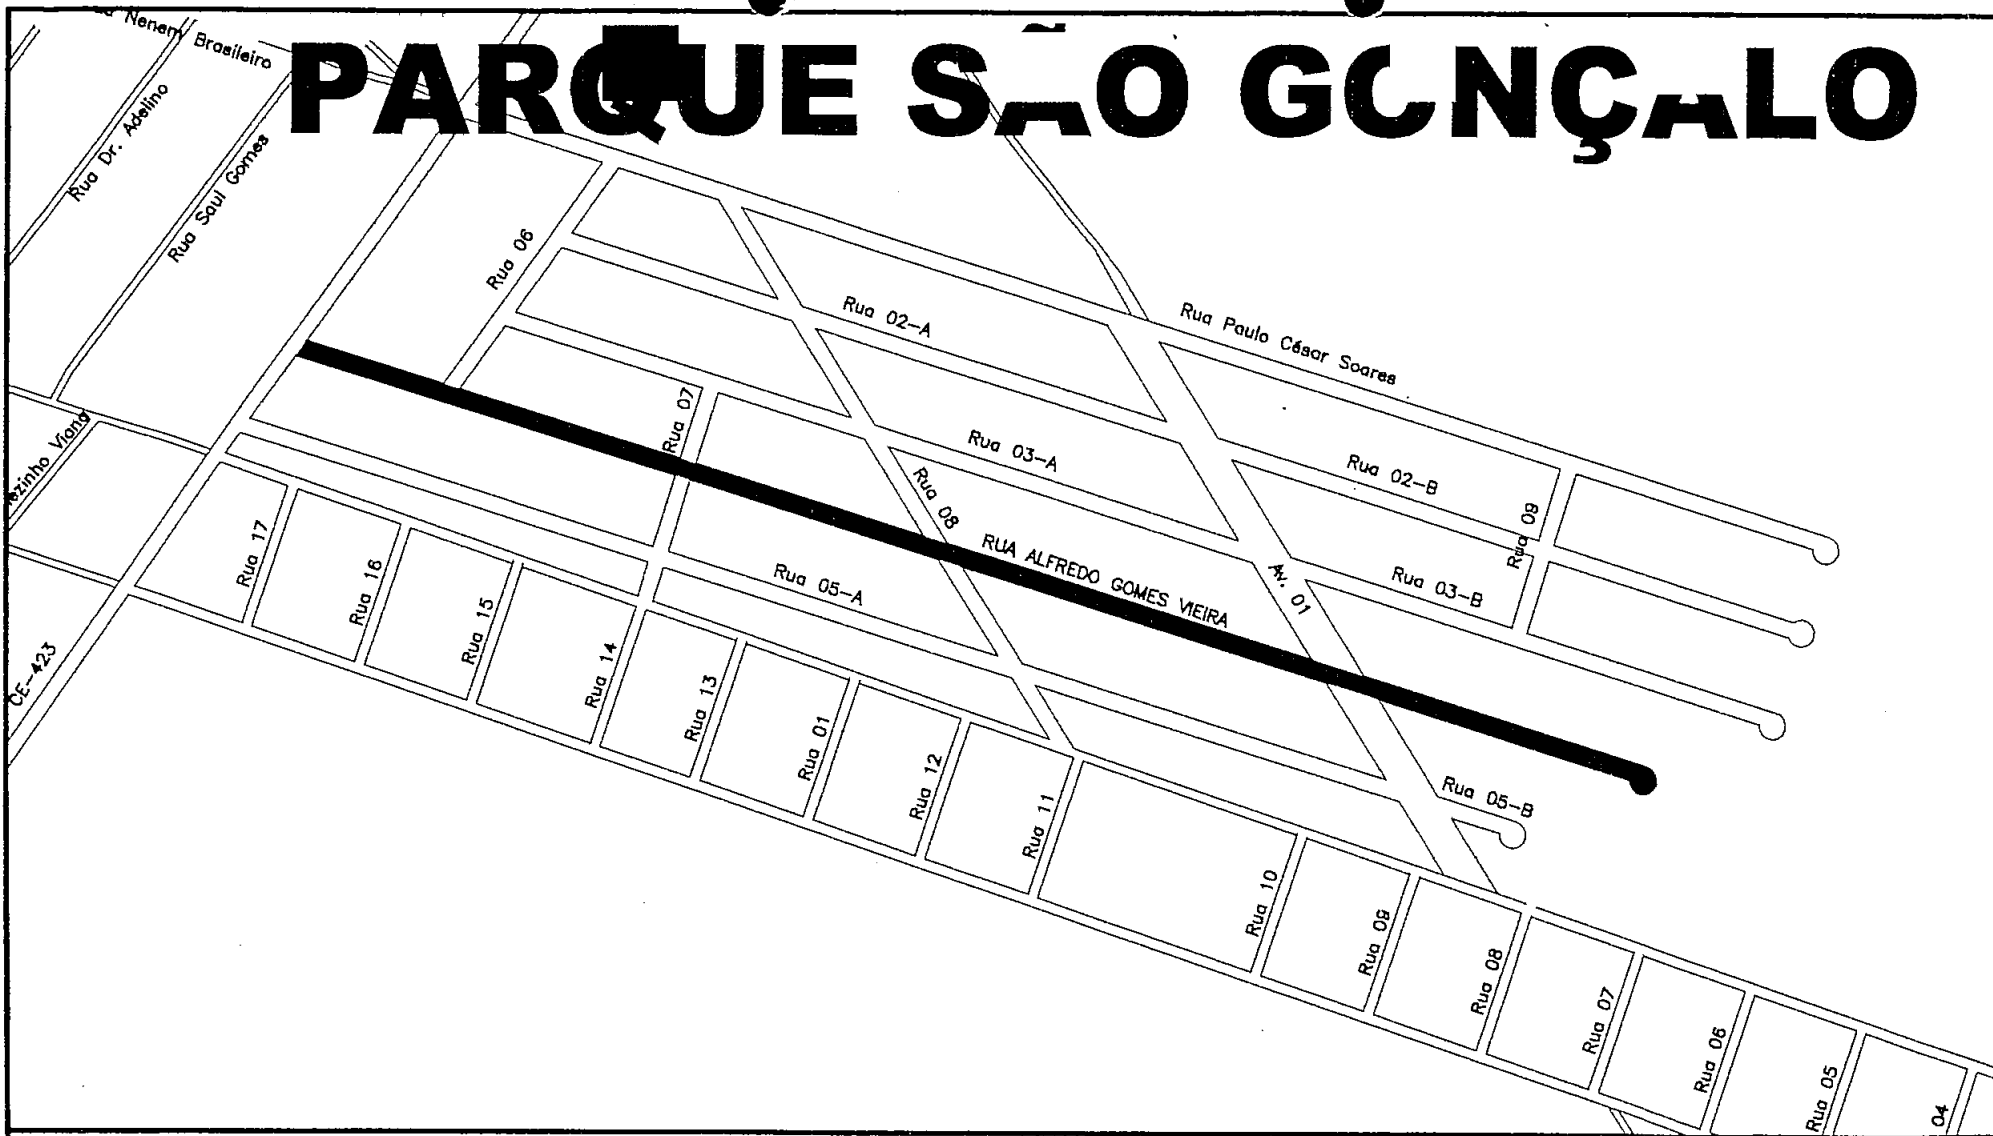 PARQUE SÃO GONÇALO
Nenem Brasileiro
Rua Dr. Adelino
Rua Saul Gomes
Rua 06
Rua 02-A
Rua Paulo César Soares
Rua 07
Rua 03-A
Rua 02-B
Rua 09
Rua 08
RUA ALFREDO GOMES VIEIRA
Av. 01
Rua 03-B
Viana
Rua 17
Rua 16
Rua 15
Rua 05-A
CE-423
Rua 14
Rua 13
Rua 01
Rua 12
Rua 11
Rua 05-B
Rua 10
Rua 09
Rua 08
Rua 07
Rua 06
Rua 05
04